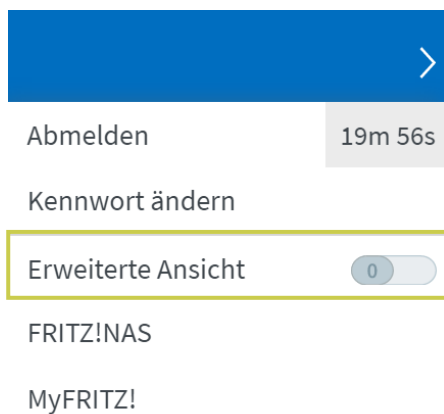 Abmelden 19m 56s
Kennwort ändern
Erweiterte Ansicht 0
FRITZ!NAS
MyFRITZ!